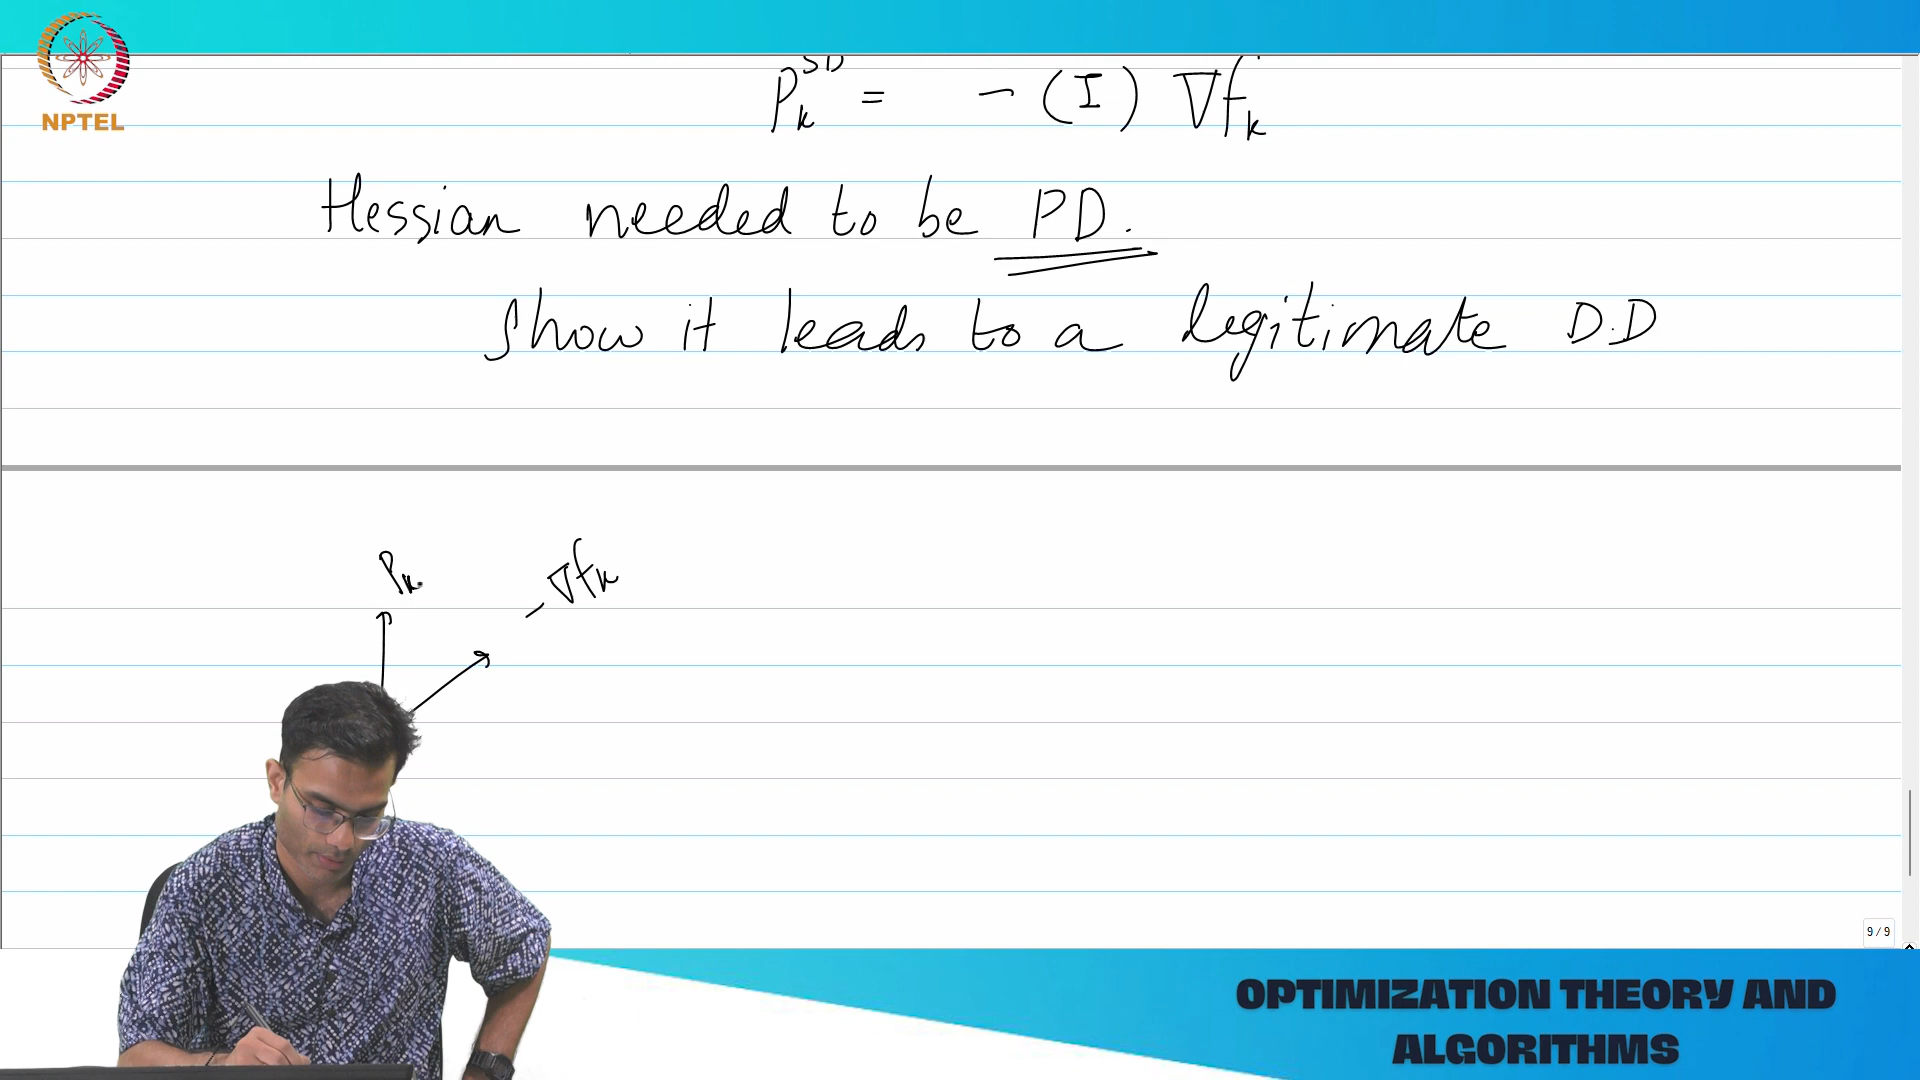 NPTEL
P_k^{SD} = - (I) ∇f_k
Hessian needed to be PD.
show it leads to a legitimate D.D
P_k
- ∇f_k
9 / 9
OPTIMIZATION THEORY AND
ALGORITHMS